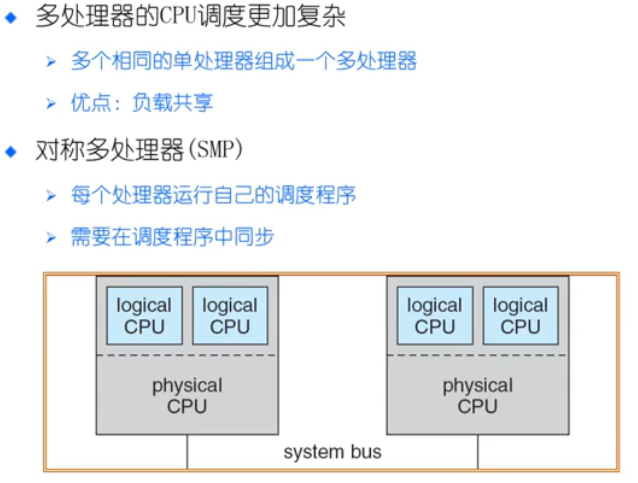 多处理器的CPU调度更加复杂
多个相同的单处理器组成一个多处理器
优点：负载共享
对称多处理器(SMP)
每个处理器运行自己的调度程序
需要在调度程序中同步
logical CPU
logical CPU
physical CPU
logical CPU
logical CPU
physical CPU
system bus